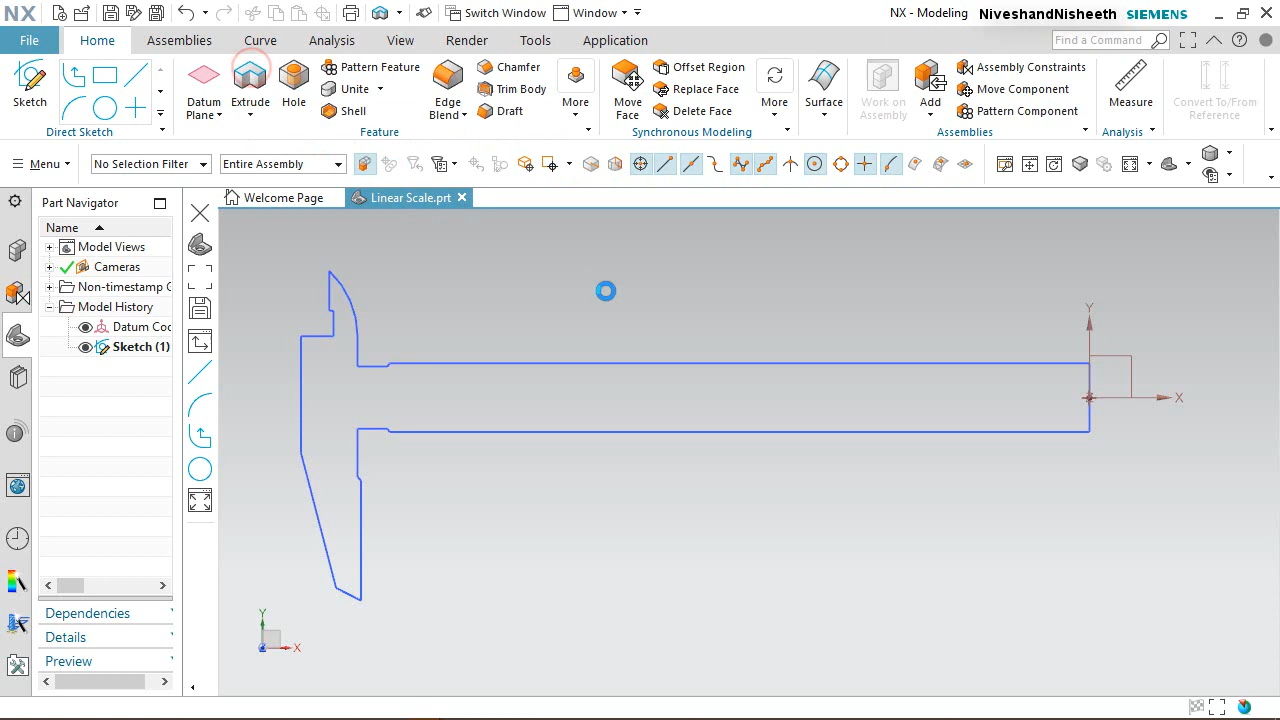 NX
Switch Window
Window
NX - Modeling
NiveshandNisheeth
SIEMENS
File
Home
Assemblies
Curve
Analysis
View
Render
Tools
Application
Find a Command
Sketch
Direct Sketch
Datum Plane
Extrude
Hole
Pattern Feature
Unite
Shell
Edge Blend
Chamfer
Trim Body
Draft
More
Feature
Move Face
Offset Region
Replace Face
Delete Face
More
Synchronous Modeling
Surface
Work on Assembly
Add
Assembly Constraints
Move Component
Pattern Component
Assemblies
Measure
Analysis
Convert To/From Reference
Menu
No Selection Filter
Entire Assembly
Part Navigator
Welcome Page
Linear Scale.prt
Name
Model Views
Cameras
Non-timestamp
Model History
Datum Coo
Sketch (1)
Dependencies
Details
Preview
Y
X
Y
X